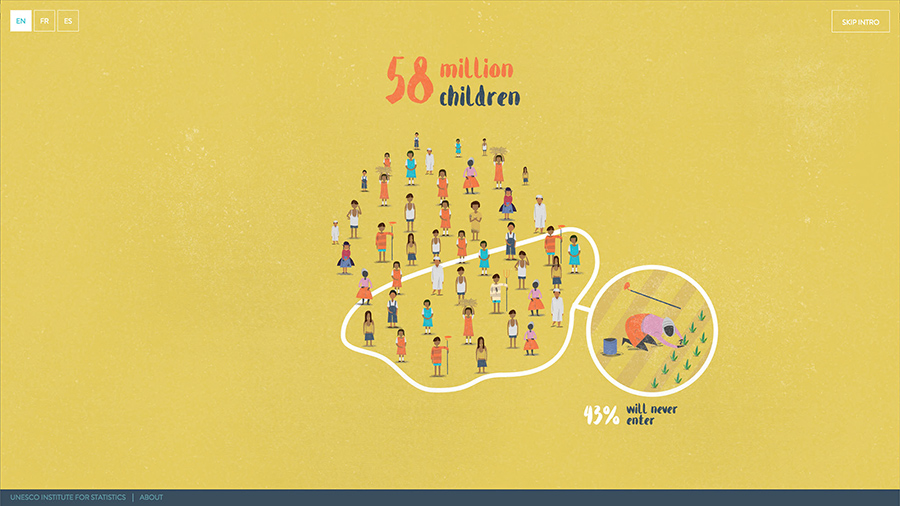 EN FR ES
SKIP INTRO
58 million
children
43% will never
enter
UNESCO INSTITUTE FOR STATISTICS | ABOUT